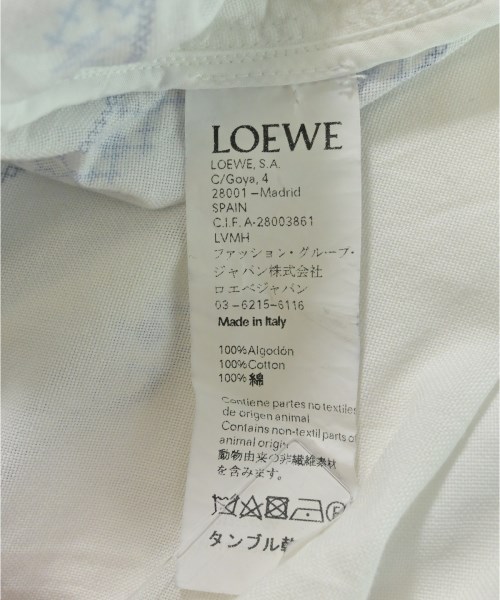 LOEWE
LOEWE, S.A.
C/Goya, 4
28001 – Madrid
SPAIN
C.I.F. A-28003861
LVMH
ファッション・グループ・
ジャパン株式会社
ロエベジャパン
03-6215-6116
Made in Italy
100%Algodón
100%Cotton
100%綿
Contiene partes no textiles
de origen animal
Contains non-textil parts of
animal origin
動物由来の非繊維素状
を含みます。
P
タンブル乾